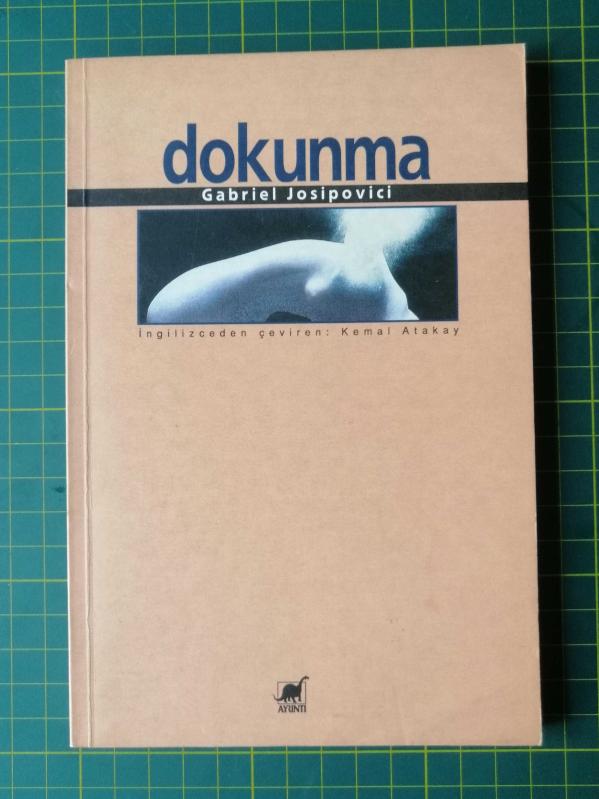 dokunma
Gabriel Josipovici
İngilizceden çeviren: Kemal Atakay
AYRINTI